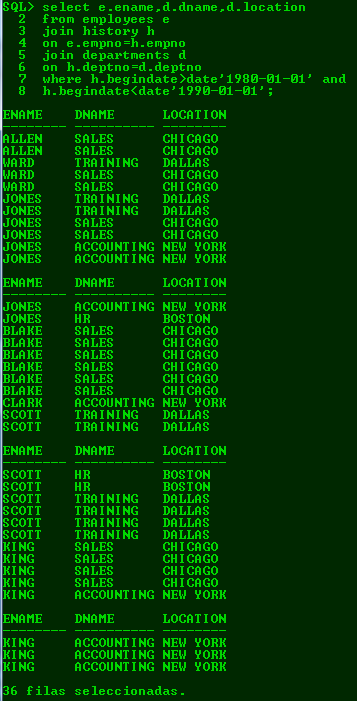 SQL> select e.ename,d.dname,d.location
2 from employees e
3 join history h
4 on e.empno=h.empno
5 join departments d
6 on h.deptno=d.deptno
7 where h.begindate>date'1980-01-01' and
8 h.begindate<date'1990-01-01';
ENAME DNAME LOCATION
-------- ---------- --------
ALLEN SALES CHICAGO
ALLEN SALES CHICAGO
WARD TRAINING DALLAS
WARD SALES CHICAGO
WARD SALES CHICAGO
JONES TRAINING DALLAS
JONES TRAINING DALLAS
JONES SALES CHICAGO
JONES SALES CHICAGO
JONES ACCOUNTING NEW YORK
JONES ACCOUNTING NEW YORK
ENAME DNAME LOCATION
-------- ---------- --------
JONES ACCOUNTING NEW YORK
JONES HR BOSTON
BLAKE SALES CHICAGO
BLAKE SALES CHICAGO
BLAKE SALES CHICAGO
BLAKE SALES CHICAGO
BLAKE SALES CHICAGO
BLAKE SALES CHICAGO
CLARK ACCOUNTING NEW YORK
SCOTT TRAINING DALLAS
SCOTT TRAINING DALLAS
ENAME DNAME LOCATION
-------- ---------- --------
SCOTT HR BOSTON
SCOTT HR BOSTON
SCOTT TRAINING DALLAS
SCOTT TRAINING DALLAS
SCOTT TRAINING DALLAS
SCOTT TRAINING DALLAS
KING SALES CHICAGO
KING SALES CHICAGO
KING SALES CHICAGO
KING SALES CHICAGO
KING ACCOUNTING NEW YORK
ENAME DNAME LOCATION
-------- ---------- --------
KING ACCOUNTING NEW YORK
KING ACCOUNTING NEW YORK
KING ACCOUNTING NEW YORK
36 filas seleccionadas.